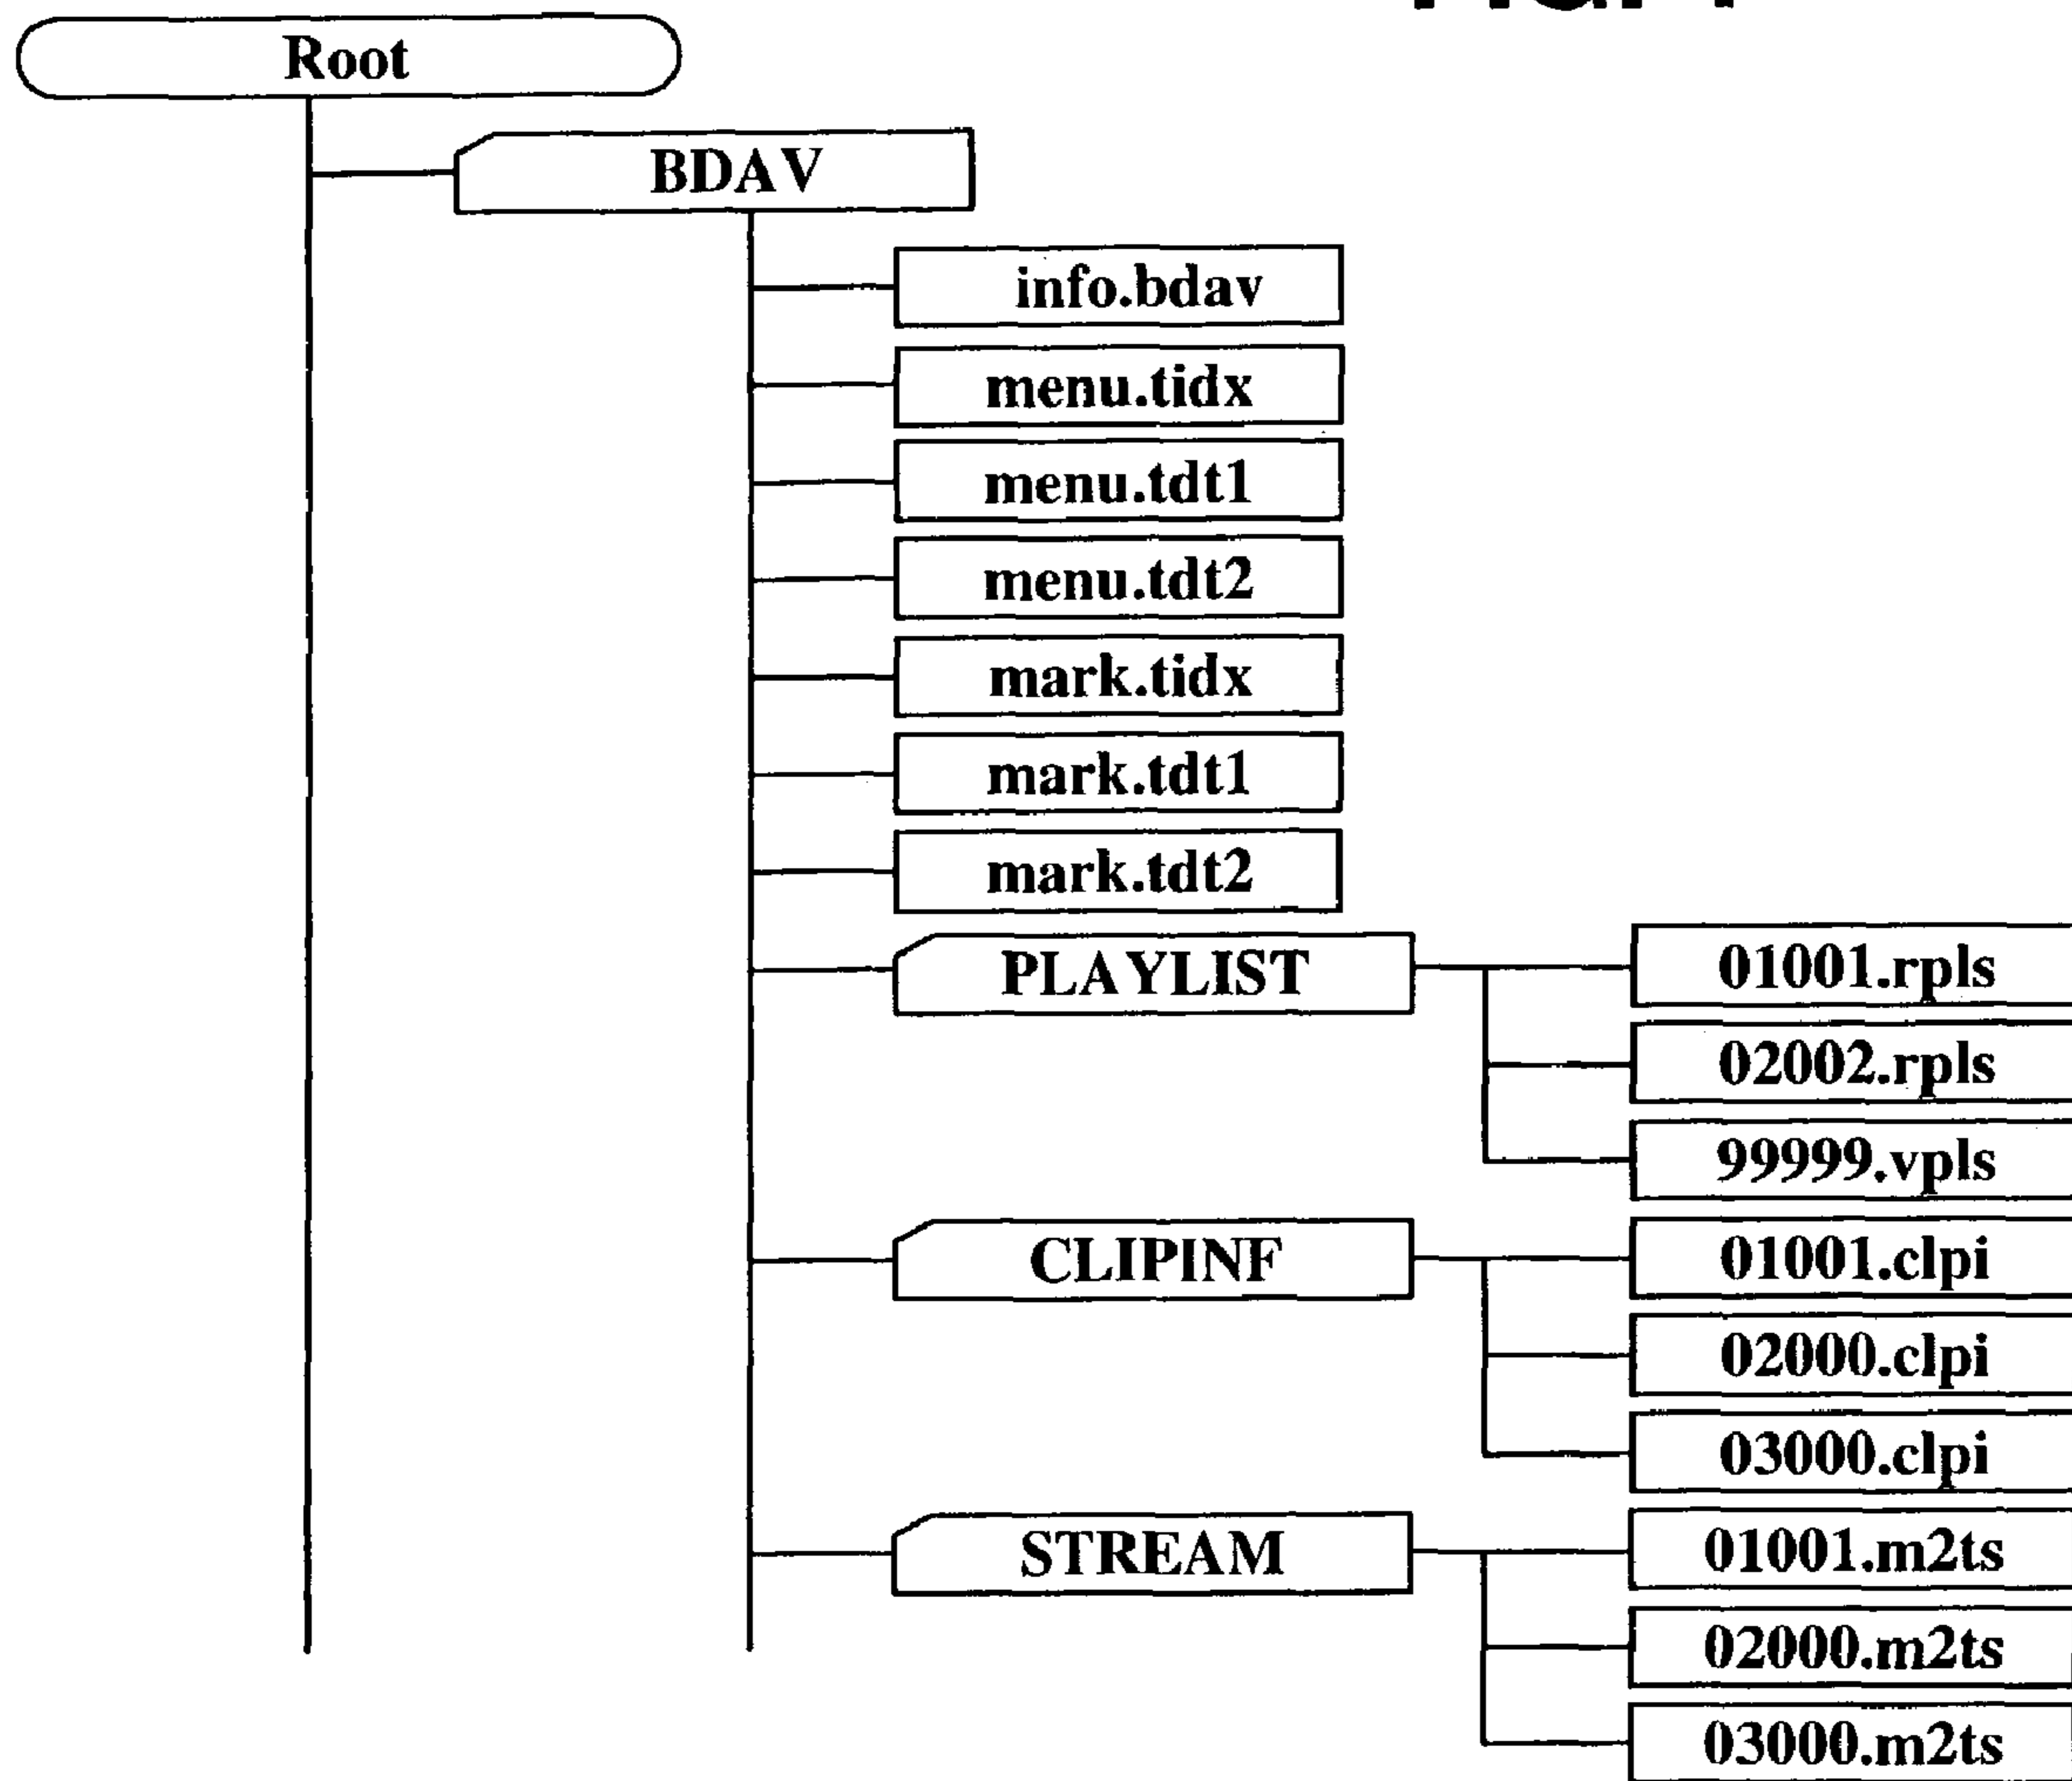 Root
BDAV
info.bdav
menu.tidx
menu.tdt1
menu.tdt2
mark.tidx
mark.tdt1
mark.tdt2
PLAYLIST
01001.rpls
02002.rpls
99999.vpls
CLIPINF
01001.clpi
02000.clpi
03000.clpi
STREAM
01001.m2ts
02000.m2ts
03000.m2ts